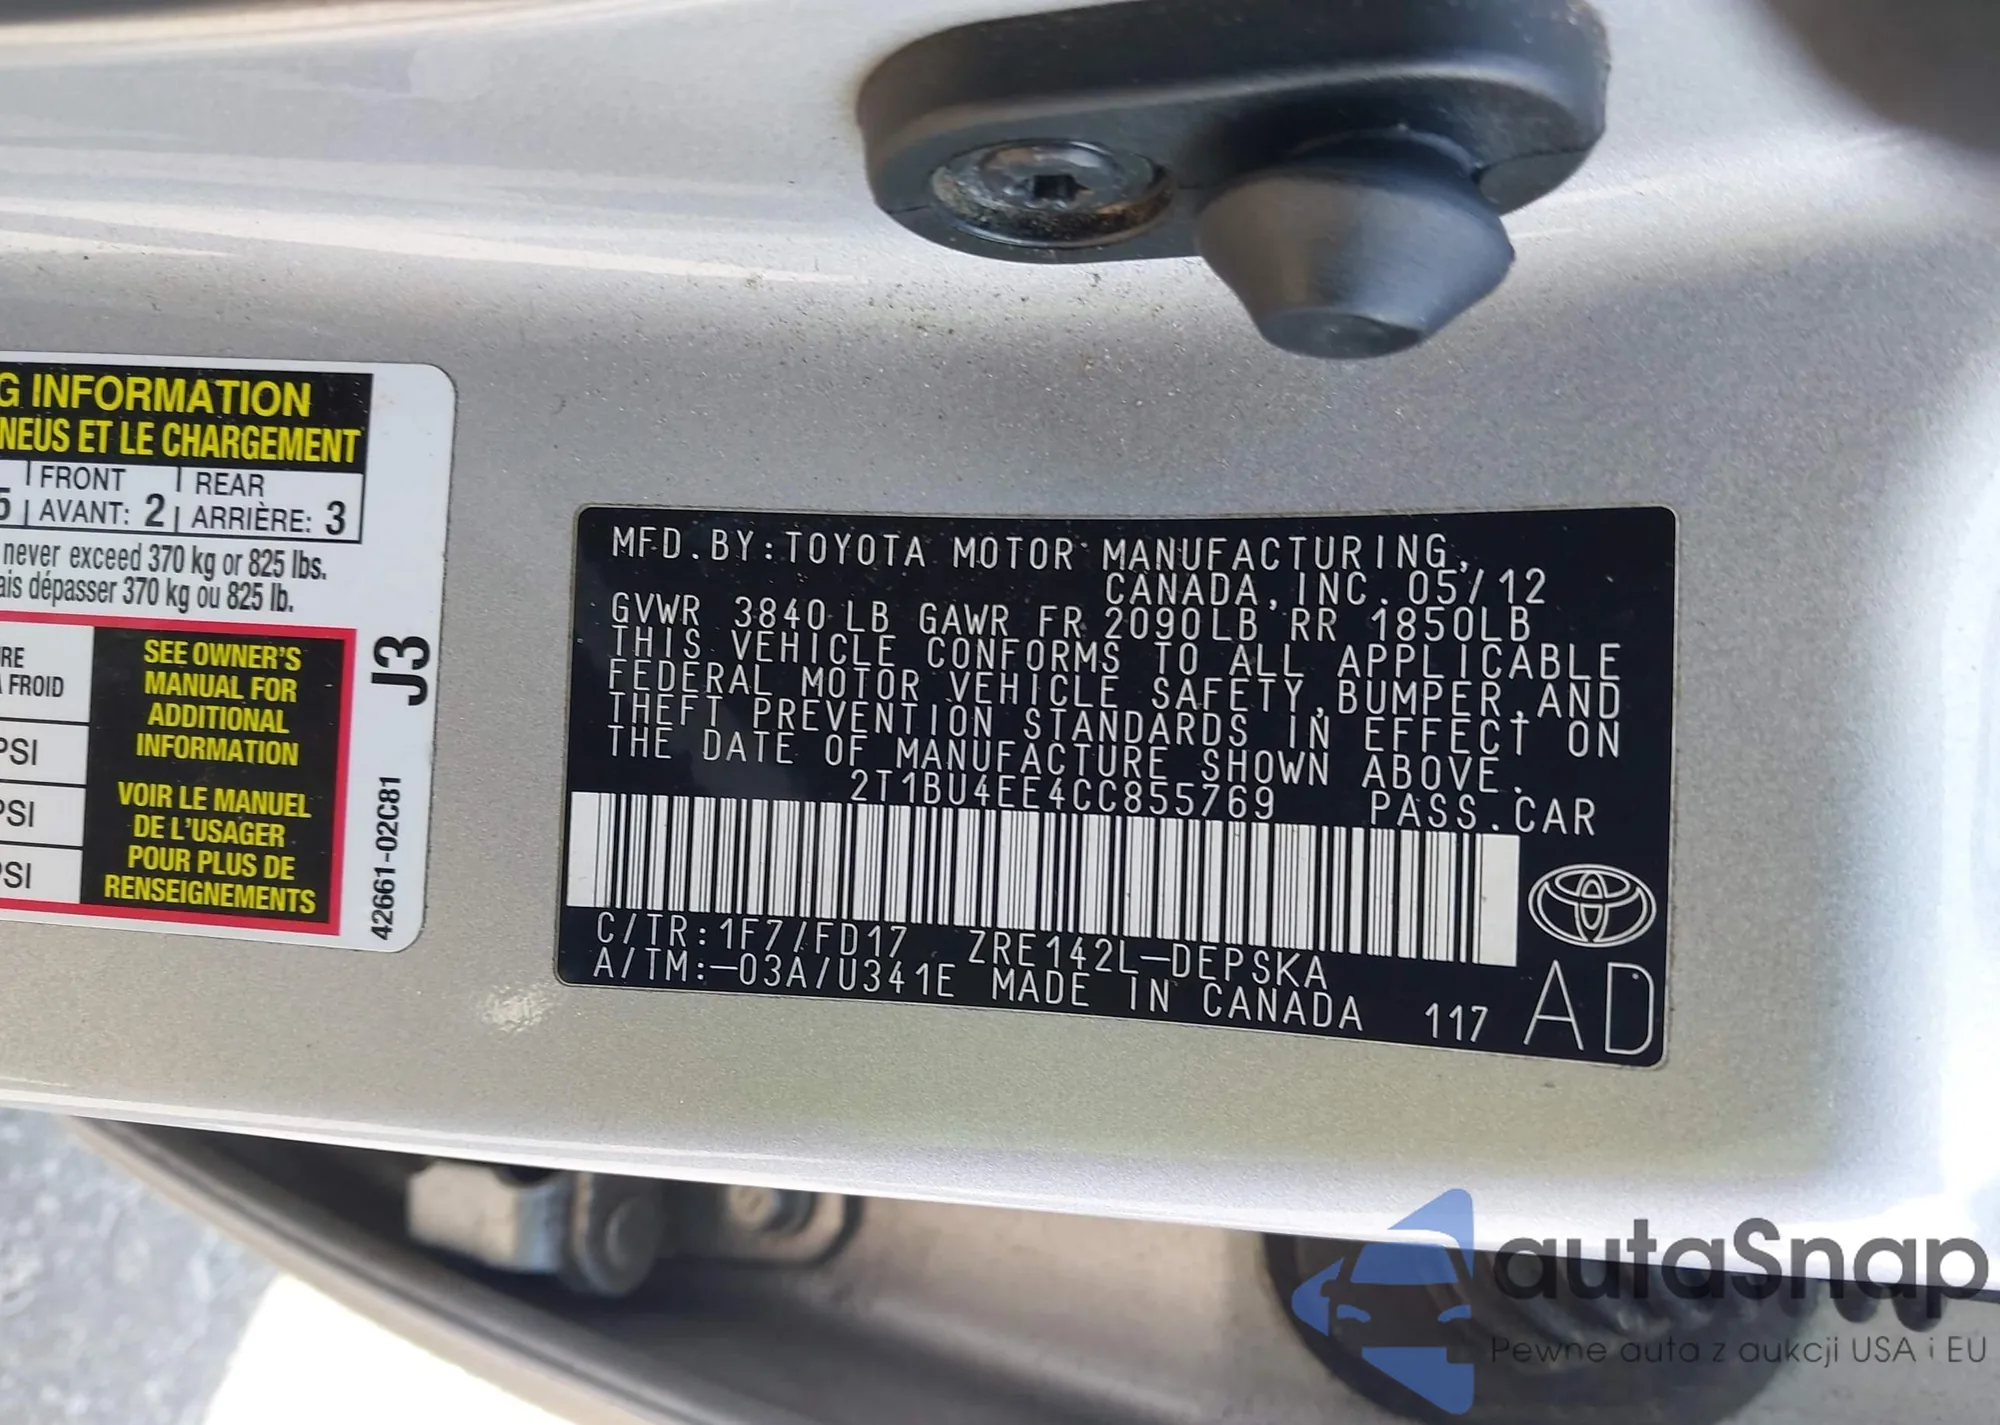 G INFORMATION
NEUS ET LE CHARGEMENT
5 FRONT REAR
AVANT: 2 ARRIÈRE: 3
never exceed 370 kg or 825 lbs.
ais dépasser 370 kg ou 825 lb.
RE
À FROID
PSI
PSI
PSI
SEE OWNER'S
MANUAL FOR
ADDITIONAL
INFORMATION
VOIR LE MANUEL
DE L'USAGER
POUR PLUS DE
RENSEIGNEMENTS
J3
42661-02C81
MFD.BY:TOYOTA MOTOR MANUFACTURING,
CANADA, INC. 05/12
GVWR 3840 LB GAWR FR 2090LB RR 1850LB
THIS VEHICLE CONFORMS TO ALL APPLICABLE
FEDERAL MOTOR VEHICLE SAFETY, BUMPER, AND
THEFT PREVENTION STANDARDS IN EFFECT ON
THE DATE OF MANUFACTURE SHOWN ABOVE.
2T1BU4EE4CC855769 PASS.CAR
C/TR:1F7/FD17 ZRE142L-DEPSKA
A/TM:-03A/U341E MADE IN CANADA 117 AD
autaSnap
Pewne auta z aukcji USA i EU